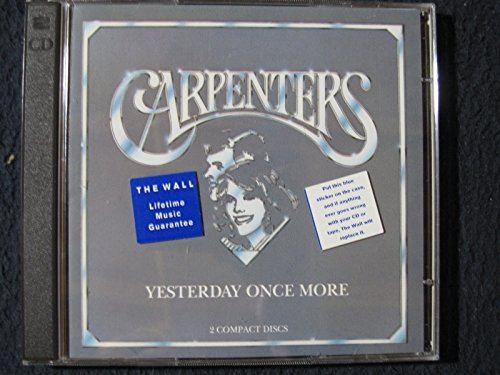 CD
CARPENTERS
THE WALL
Lifetime
Music
Guarantee
Put this blue
sticker on the case,
and if anything
ever goes wrong
with your CD or
tape, The Wall will
replace it.
YESTERDAY ONCE MORE
2 COMPACT DISCS